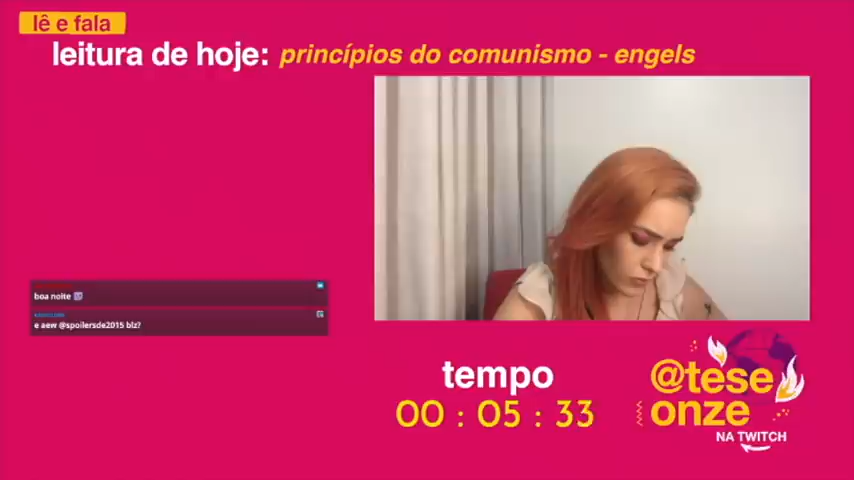 lê e fala
leitura de hoje: princípios do comunismo - engels
boa noite
e aew @spoilersde2015 blz?
tempo
00 : 05 : 33
@tese
onze
NA TWITCH